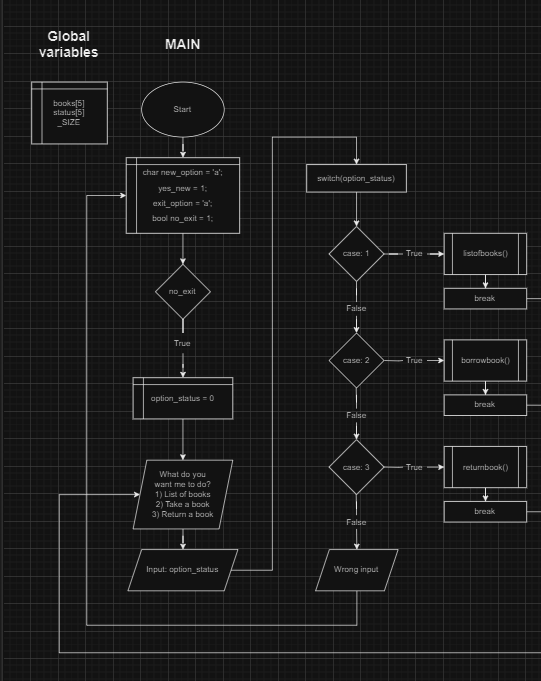 Global
variables
MAIN
books[5]
status[5]
_SIZE
Start
char new_option = 'a';
yes_new = 1;
exit_option = 'a';
bool no_exit = 1;
no_exit
True
option_status = 0
What do you
want me to do?
1) List of books
2) Take a book
3) Return a book
Input: option_status
switch(option_status)
case: 1
True
listofbooks()
break
False
case: 2
True
borrowbook()
break
False
case: 3
True
returnbook()
break
False
Wrong input